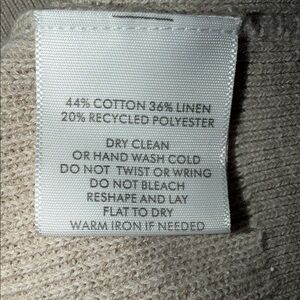 44% COTTON 36% LINEN
20% RECYCLED POLYESTER
DRY CLEAN
OR HAND WASH COLD
DO NOT TWIST OR WRING
DO NOT BLEACH
RESHAPE AND LAY
FLAT TO DRY
WARM IRON IF NEEDED